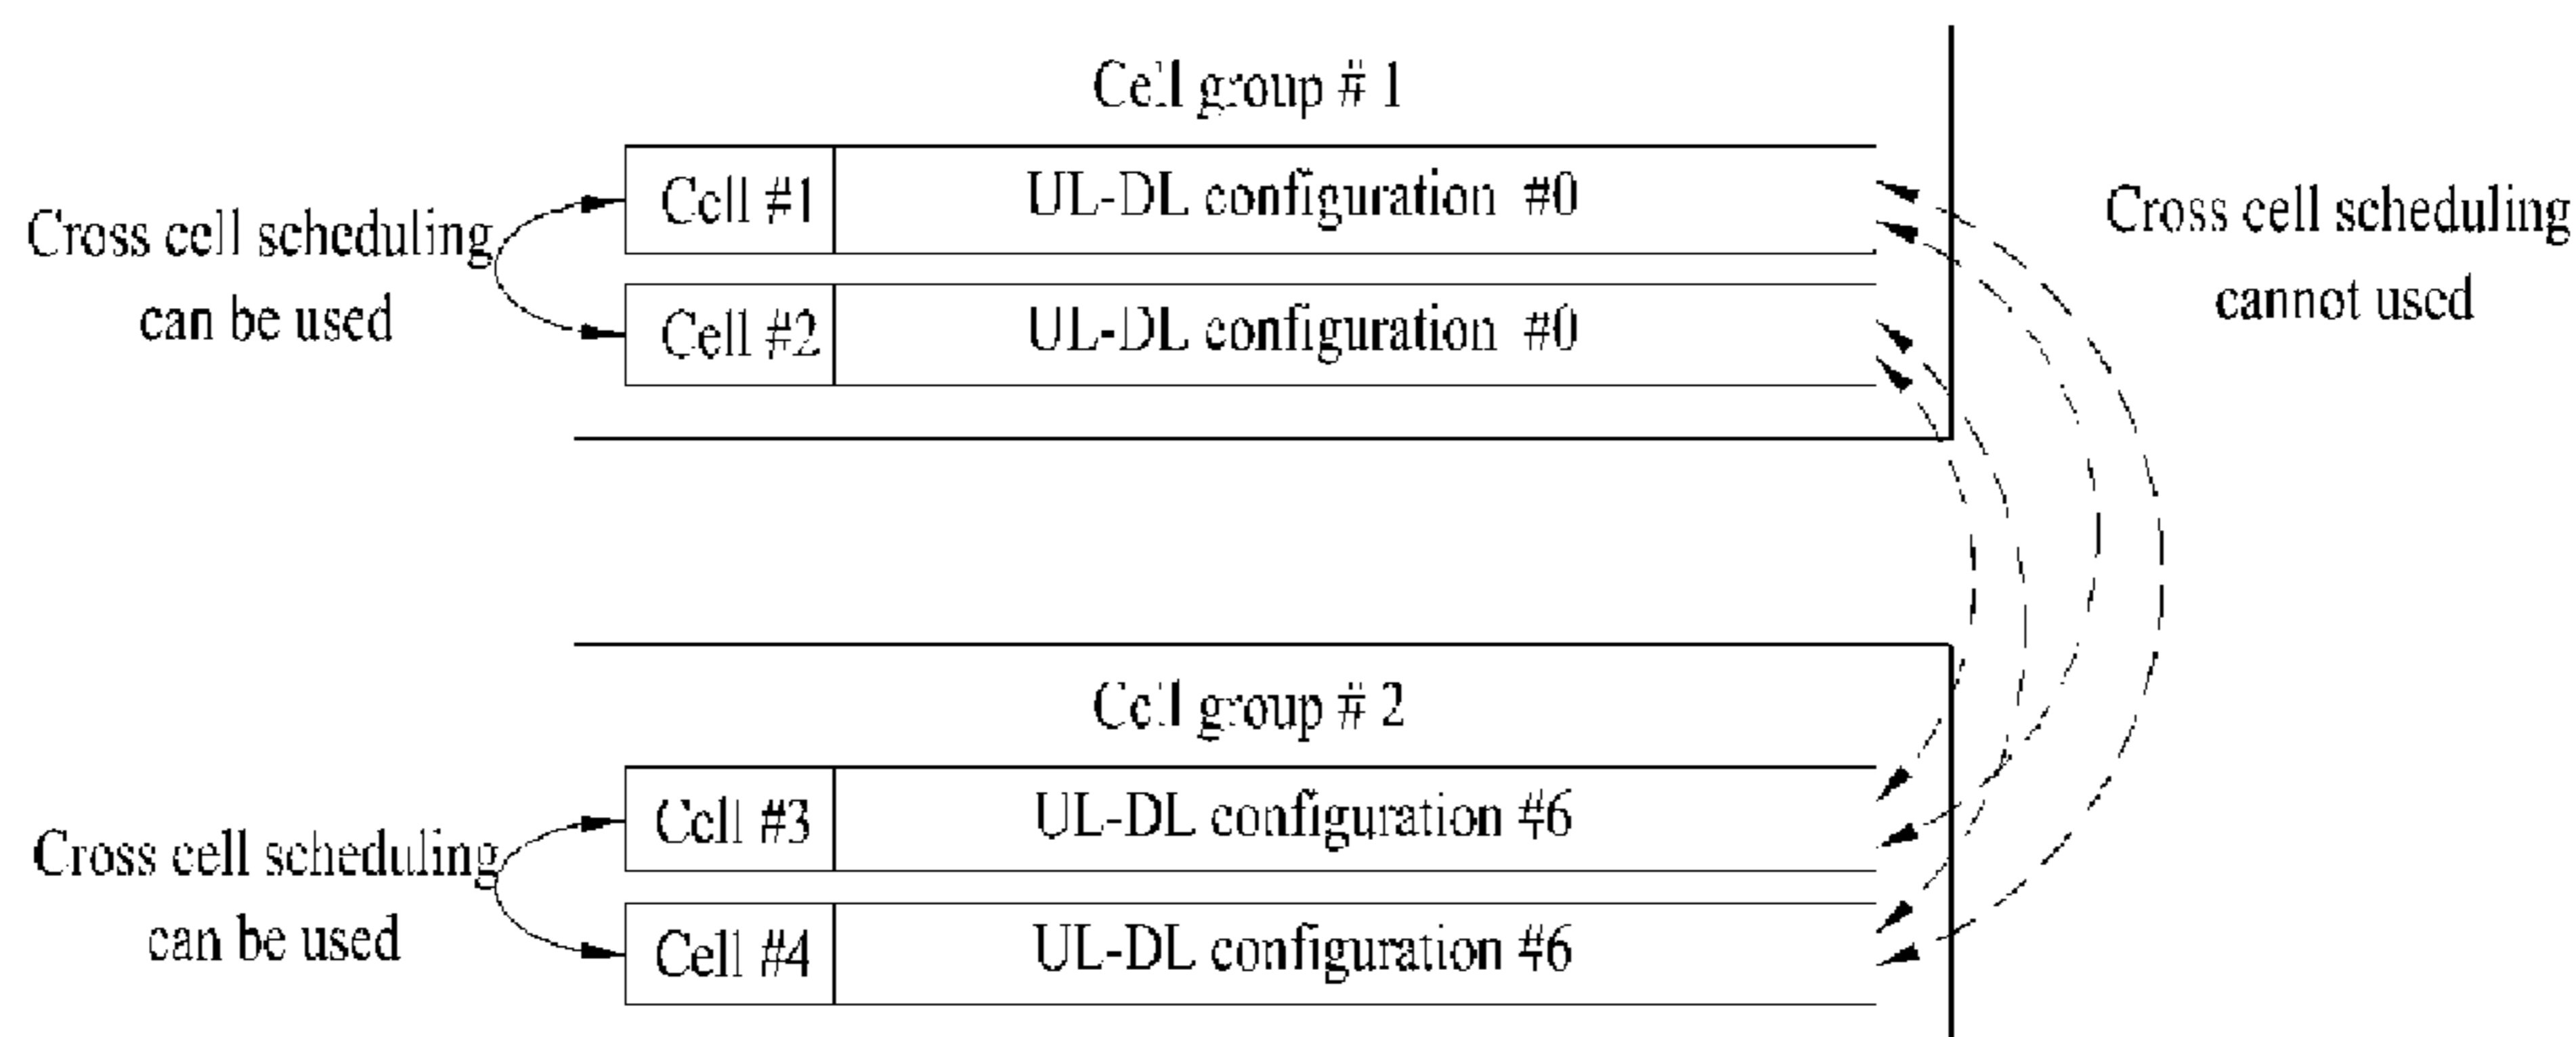 Cell group # 1
Cross cell scheduling
can be used
Cell #1
UL-DL configuration #0
Cell #2
UL-DL configuration #0
Cross cell scheduling
cannot used
Cell group # 2
Cross cell scheduling
can be used
Cell #3
UL-DL configuration #6
Cell #4
UL-DL configuration #6